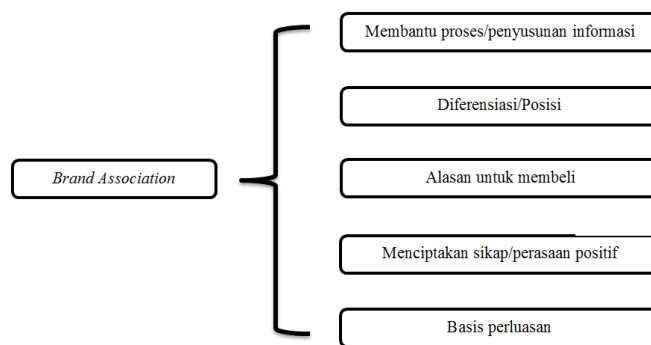 Membantu proses/penyusunan informasi
Diferensiasi/Posisi
Brand Association
Alasan untuk membeli
Menciptakan sikap/perasaan positif
Basis perluasan